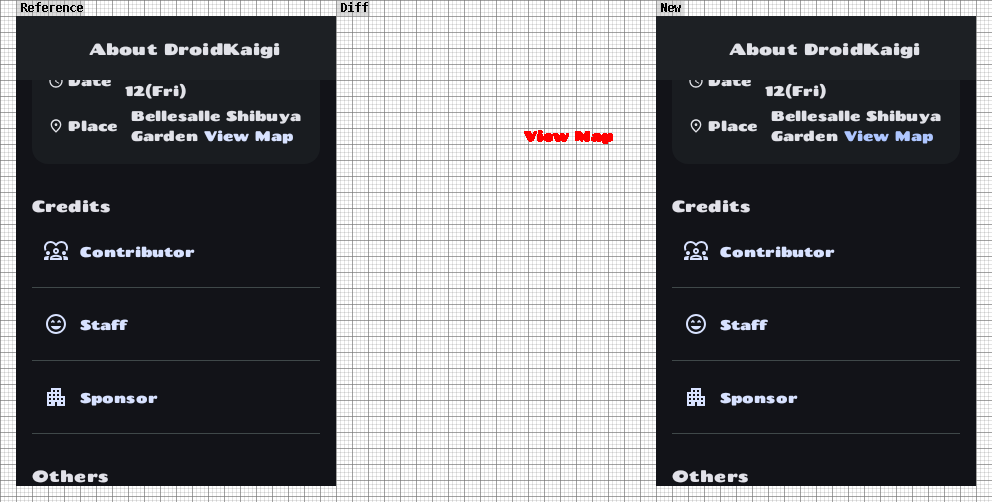 Reference
About DroidKaigi
Date
12(Fri)
Place
Bellesalle Shibuya
Garden View Map
Credits
Contributor
Staff
Sponsor
Others
Diff
View Map
New
About DroidKaigi
Date
12(Fri)
Place
Bellesalle Shibuya
Garden View Map
Credits
Contributor
Staff
Sponsor
Others